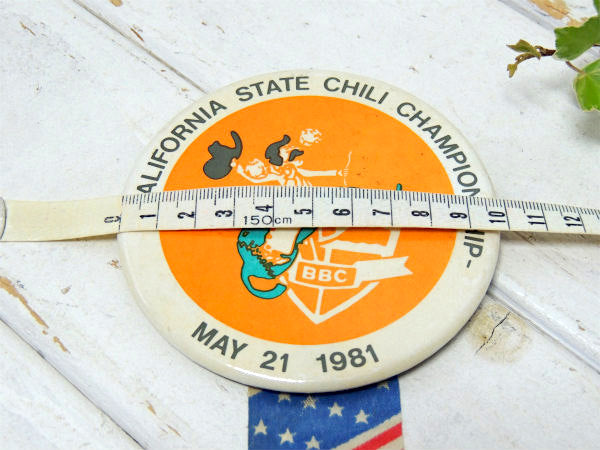 ALIFORNIA STATE CHILI CHAMPION HIP-
1 2 3 4 5 6 7 8 9 10 11 12
150cm
BBC
MAY 21 1981